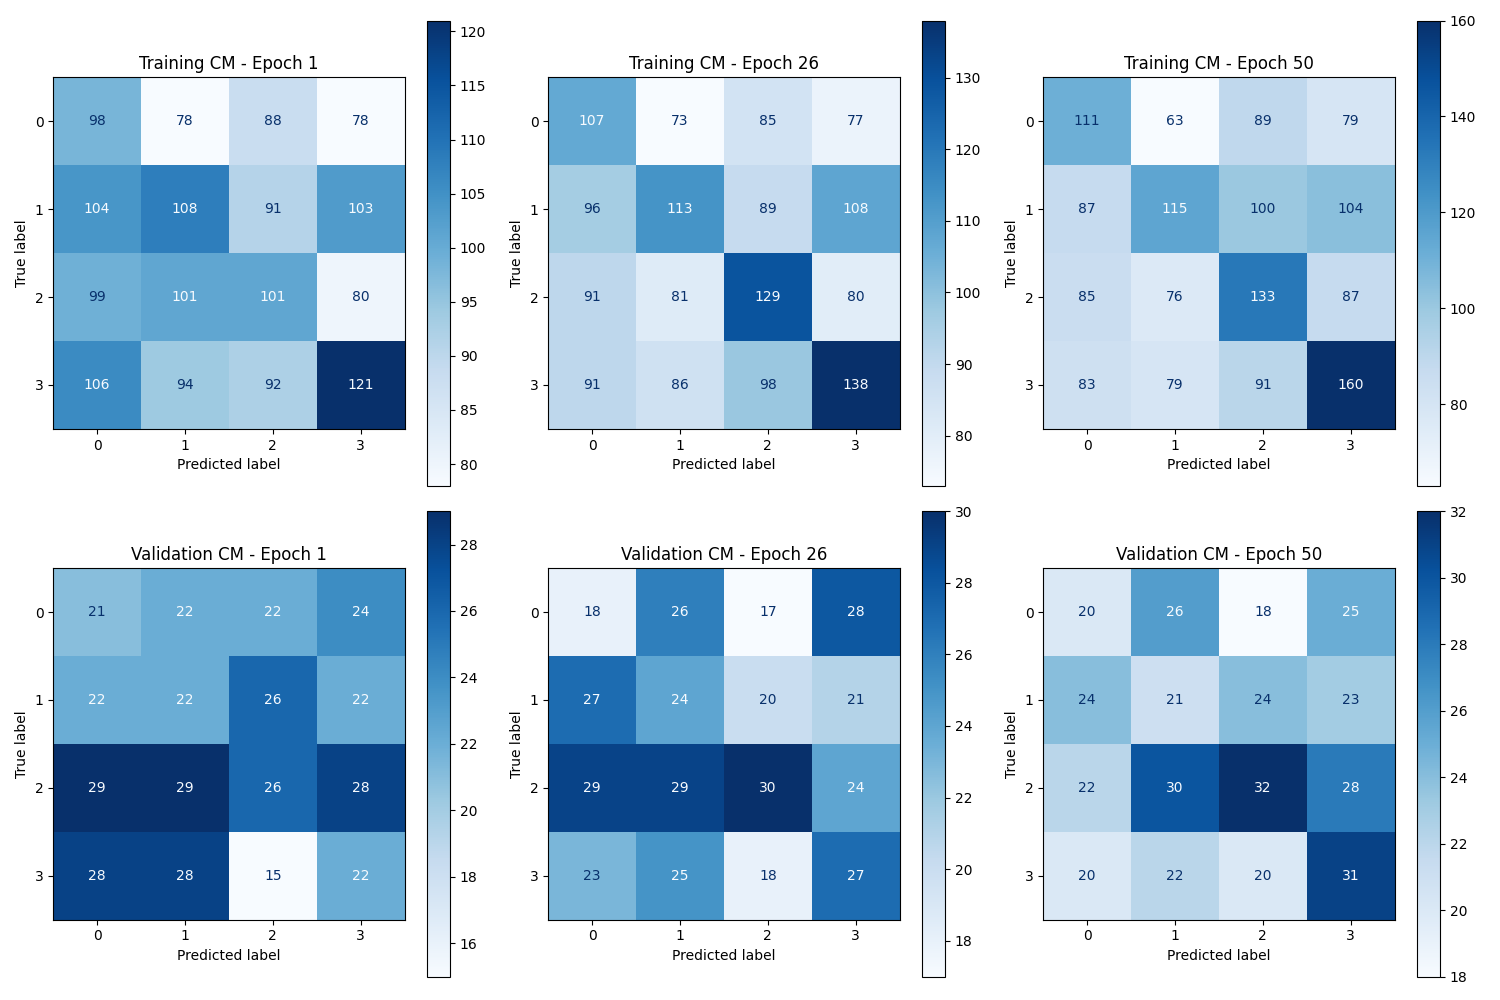 Training CM - Epoch 1
0 98 78 88 78
1 104 108 91 103
2 99 101 101 80
3 106 94 92 121
0 1 2 3
Predicted label
True label
120
115
110
105
100
95
90
85
80
Training CM - Epoch 26
0 107 73 85 77
1 96 113 89 108
2 91 81 129 80
3 91 86 98 138
0 1 2 3
Predicted label
True label
130
120
110
100
90
80
Training CM - Epoch 50
0 111 63 89 79
1 87 115 100 104
2 85 76 133 87
3 83 79 91 160
0 1 2 3
Predicted label
True label
160
140
120
100
80
Validation CM - Epoch 1
0 21 22 22 24
1 22 22 26 22
2 29 29 26 28
3 28 28 15 22
0 1 2 3
Predicted label
True label
28
26
24
22
20
18
16
Validation CM - Epoch 26
0 18 26 17 28
1 27 24 20 21
2 29 29 30 24
3 23 25 18 27
0 1 2 3
Predicted label
True label
30
28
26
24
22
20
18
Validation CM - Epoch 50
0 20 26 18 25
1 24 21 24 23
2 22 30 32 28
3 20 22 20 31
0 1 2 3
Predicted label
True label
32
30
28
26
24
22
20
18